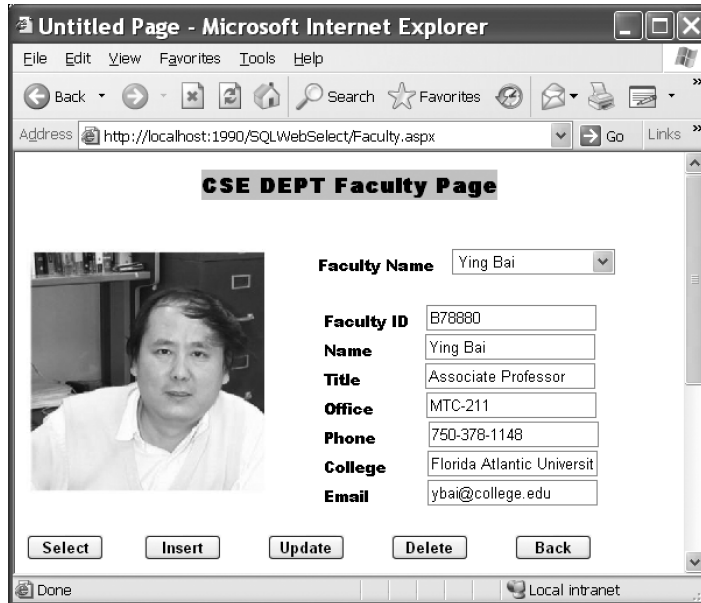 Untitled Page - Microsoft Internet Explorer
File Edit View Favorites Tools Help
Back Search Favorites »
Address http://localhost:1990/SQLWebSelect/Faculty.aspx Go Links »
CSE DEPT Faculty Page
Faculty Name Ying Bai
Faculty ID B78880
Name Ying Bai
Title Associate Professor
Office MTC-211
Phone 750-378-1148
College Florida Atlantic Universit
Email ybai@college.edu
Select Insert Update Delete Back
Done Local intranet